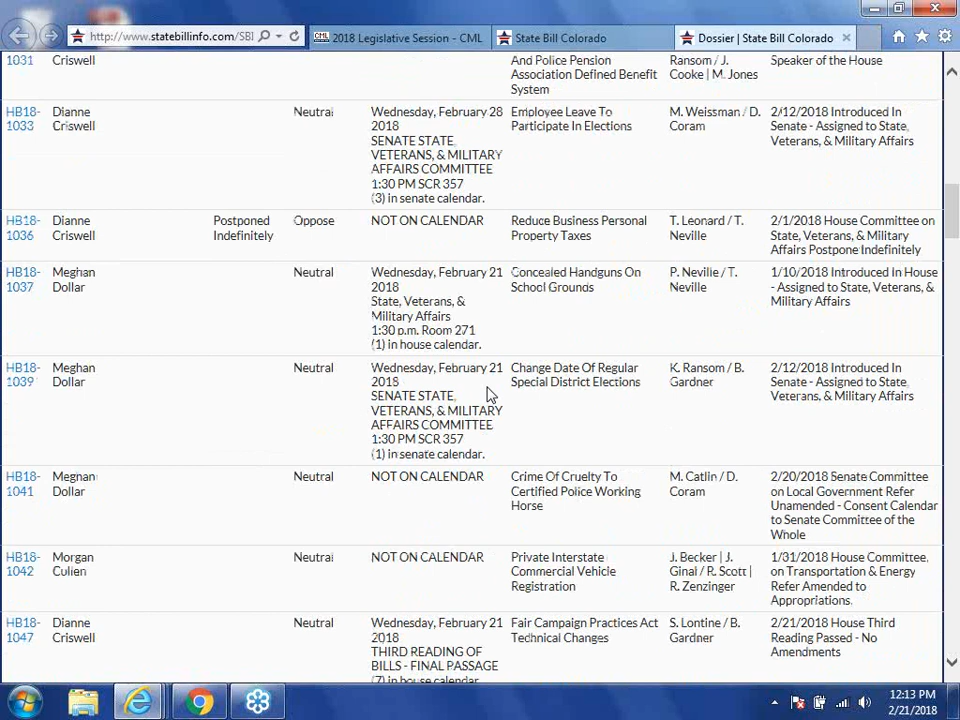 http://www.statebillinfo.com/SBI
2018 Legislative Session - CML
State Bill Colorado
Dossier | State Bill Colorado
1031 Criswell And Police Pension Ransom / J. Speaker of the House
Association Defined Benefit Cooke | M. Jones
System
HB18- Dianne Neutral Wednesday, February 28 Employee Leave To M. Weissman / D. 2/12/2018 Introduced In
1033 Criswell 2018 Participate In Elections Coram Senate - Assigned to State,
SENATE STATE, Veterans, & Military Affairs
VETERANS, & MILITARY
AFFAIRS COMMITTEE
1:30 PM SCR 357
(3) in senate calendar.
HB18- Dianne Postponed Oppose NOT ON CALENDAR Reduce Business Personal T. Leonard / T. 2/1/2018 House Committee on
1036 Criswell Indefinitely Property Taxes Neville State, Veterans, & Military
Affairs Postpone Indefinitely
HB18- Meghan Neutral Wednesday, February 21 Concealed Handguns On P. Neville / T. 1/10/2018 Introduced In House
1037 Dollar 2018 School Grounds Neville - Assigned to State, Veterans, &
State, Veterans, & Military Affairs
Military Affairs
1:30 p.m. Room 271
(1) in house calendar.
HB18- Meghan Neutral Wednesday, February 21 Change Date Of Regular K. Ransom / B. 2/12/2018 Introduced In
1039 Dollar 2018 Special District Elections Gardner Senate - Assigned to State,
SENATE STATE, Veterans, & Military Affairs
VETERANS, & MILITARY
AFFAIRS COMMITTEE
1:30 PM SCR 357
(1) in senate calendar.
HB18- Meghan Neutral NOT ON CALENDAR Crime Of Cruelty To M. Catlin / D. 2/20/2018 Senate Committee
1041 Dollar Certified Police Working Coram on Local Government Refer
Horse Unamended - Consent Calendar
to Senate Committee of the
Whole
HB18- Morgan Neutral NOT ON CALENDAR Private Interstate J. Becker | J. 1/31/2018 House Committee
1042 Cullen Commercial Vehicle Ginal / R. Scott | on Transportation & Energy
Registration R. Zenzinger Refer Amended to
Appropriations
HB18- Dianne Neutral Wednesday, February 21 Fair Campaign Practices Act S. Lontine / B. 2/21/2018 House Third
1047 Criswell 2018 Technical Changes Gardner Reading Passed - No
THIRD READING OF Amendments
BILLS - FINAL PASSAGE
(7) in house calendar.
12:13 PM
2/21/2018